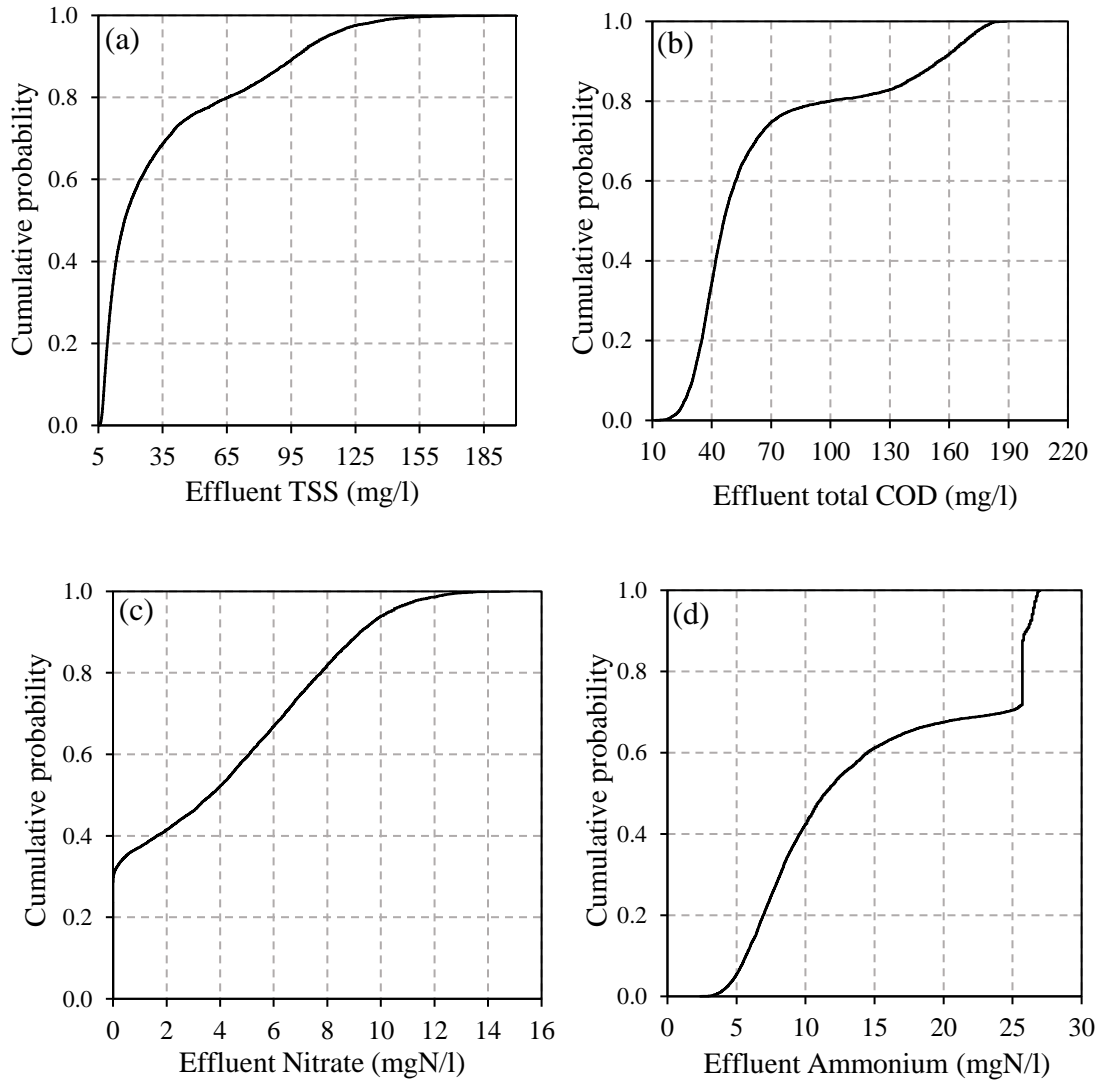 (a)
Cumulative probability
1.0
0.8
0.6
0.4
0.2
0.0
5 35 65 95 125 155 185
Effluent TSS (mg/l)
(b)
Cumulative probability
1.0
0.8
0.6
0.4
0.2
0.0
10 40 70 100 130 160 190 220
Effluent total COD (mg/l)
(c)
Cumulative probability
1.0
0.8
0.6
0.4
0.2
0.0
0 2 4 6 8 10 12 14 16
Effluent Nitrate (mgN/l)
(d)
Cumulative probability
1.0
0.8
0.6
0.4
0.2
0.0
0 5 10 15 20 25 30
Effluent Ammonium (mgN/l)